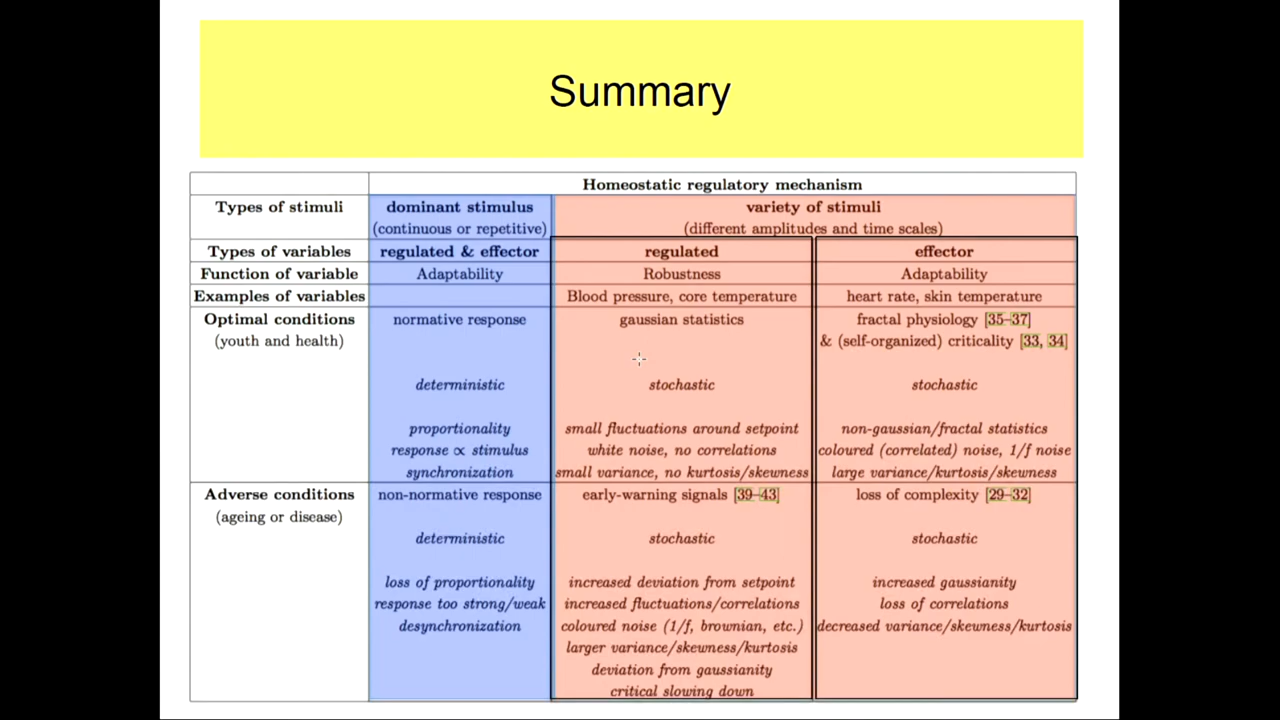 Summary
Homeostatic regulatory mechanism
Types of stimuli dominant stimulus variety of stimuli
(continuous or repetitive) (different amplitudes and time scales)
Types of variables regulated & effector regulated effector
Function of variable Adaptability Robustness Adaptability
Examples of variables Blood pressure, core temperature heart rate, skin temperature
Optimal conditions normative response gaussian statistics fractal physiology [35–37]
(youth and health) & (self-organized) criticality [33, 34]
deterministic stochastic stochastic
proportionality small fluctuations around setpoint non-gaussian/fractal statistics
response ∝ stimulus white noise, no correlations coloured (correlated) noise, 1/f noise
synchronization small variance, no kurtosis/skewness large variance/kurtosis/skewness
Adverse conditions non-normative response early-warning signals [39–43] loss of complexity [29–32]
(ageing or disease)
deterministic stochastic stochastic
loss of proportionality increased deviation from setpoint increased gaussianity
response too strong/weak increased fluctuations/correlations loss of correlations
desynchronization coloured noise (1/f, brownian, etc.) decreased variance/skewness/kurtosis
larger variance/skewness/kurtosis
deviation from gaussianity
critical slowing down